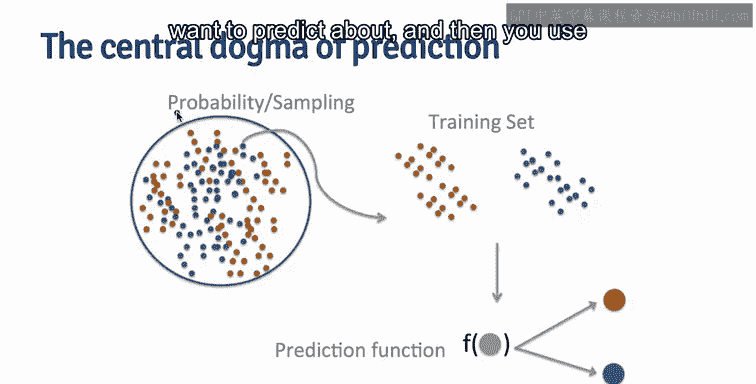 want to predict about, and then you use
The central dogma of prediction
Probability/Sampling
Training Set
Prediction function
f( )